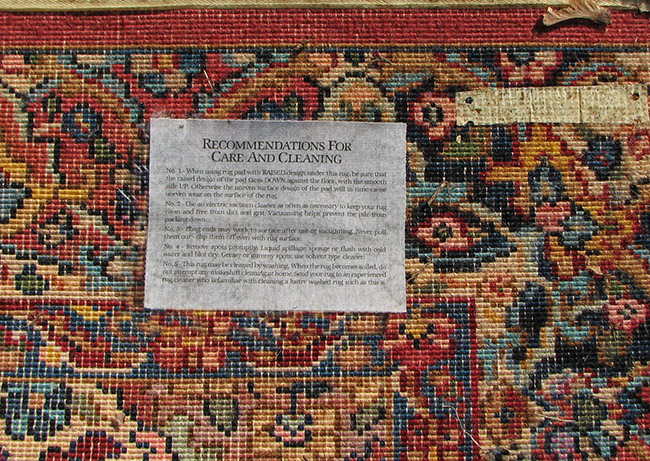 RECOMMENDATIONS FOR
CARE AND CLEANING
No. 1 - When using rug pad with RAISED design under this rug, be sure that
the raised design of the pad faces DOWN against the floor, with the smooth
side UP. Otherwise the uneven surface design of the pad will in time cause
uneven wear on the surface of the rug.
No. 2 - Use an electric vacuum cleaner as often as necessary to keep your rug
clean and free from dirt and grit. Vacuuming helps prevent the pile from
packing down.
No. 3 - Long ends may work to surface after use or vacuuming. Never pull
them out - clip them off even with rug surface.
No. 4 - Remove spots promptly. Liquid spillage: sponge or flush with cold
water and blot dry. Greasy or gummy spots: use solvent type cleaner.
No. 5 - This rug may be cleaned by washing. When the rug becomes soiled, do
not attempt any makeshift cleaning at home. Send your rug to an experienced
rug cleaner who is familiar with cleaning a lustre washed rug such as this is.